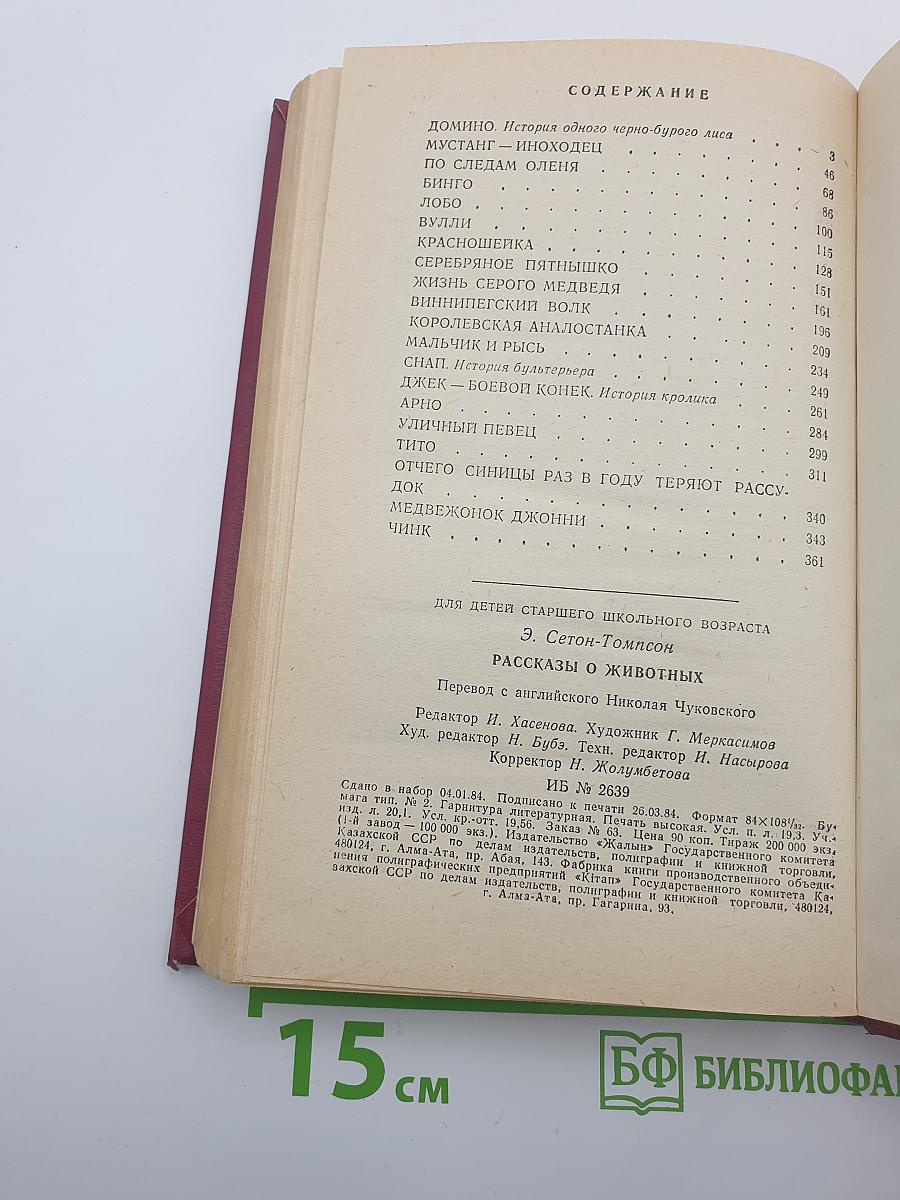 СОДЕРЖАНИЕ
ДОМИНО. История одного черно-бурого лиса . . . 3
МУСТАНГ — ИНОХОДЕЦ . . . . . . . 46
ПО СЛЕДАМ ОЛЕНЯ . . . . . . . . 68
БИНГО . . . . . . . . . . . 86
ЛОБО . . . . . . . . . . . 100
ВУЛЛИ . . . . . . . . . . . 115
КРАСНОШЕЙКА . . . . . . . . . 128
СЕРЕБРЯНОЕ ПЯТНЫШКО . . . . . . 151
ЖИЗНЬ СЕРОГО МЕДВЕДЯ . . . . . . 161
ВИННИПЕГСКИЙ ВОЛК . . . . . . . 196
КОРОЛЕВСКАЯ АНАЛОСТАНКА . . . . . 209
МАЛЬЧИК И РЫСЬ . . . . . . . . 234
СНАП. История бультерьера . . . . . . 249
ДЖЕК — БОЕВОЙ КОНЕК. История кролика . . . 261
АРНО . . . . . . . . . . . 284
УЛИЧНЫЙ ПЕВЕЦ . . . . . . . . 299
ТИТО . . . . . . . . . . . 311
ОТЧЕГО СИНИЦЫ РАЗ В ГОДУ ТЕРЯЮТ РАССУ-
ДОК . . . . . . . . . . . 340
МЕДВЕЖОНОК ДЖОННИ . . . . . . . 343
ЧИНК . . . . . . . . . . . 361
ДЛЯ ДЕТЕЙ СТАРШЕГО ШКОЛЬНОГО ВОЗРАСТА
Э. Сетон-Томпсон
РАССКАЗЫ О ЖИВОТНЫХ
Перевод с английского Николая Чуковского
Редактор И. Хасенова. Художник Г. Меркасимов
Худ. редактор Н. Бубэ. Техн. редактор И. Насырова
Корректор Н. Жолумбетова
ИБ № 2639
Сдано в набор 04.01.84. Подписано к печати 26.03.84. Формат 84×108¹/₃₂. Бу-
мага тип. № 2. Гарнитура литературная. Печать высокая. Усл. п. л. 19,3. Уч.-
изд. л. 20,1. Усл. кр.-отт. 19,56. Заказ № 63. Цена 90 коп. Тираж 200 000 экз.
(1-й завод — 100 000 экз.). Издательство «Жалын» Государственного комитета
Казахской ССР по делам издательств, полиграфии и книжной торговли,
480124, г. Алма-Ата, пр. Абая, 143. Фабрика книги производственного объеди-
нения полиграфических предприятий «Кітап» Государственного комитета Ка-
захской ССР по делам издательств, полиграфии и книжной торговли, 480124,
г. Алма-Ата, пр. Гагарина, 93.
15 см
БФ БИБЛИОФА